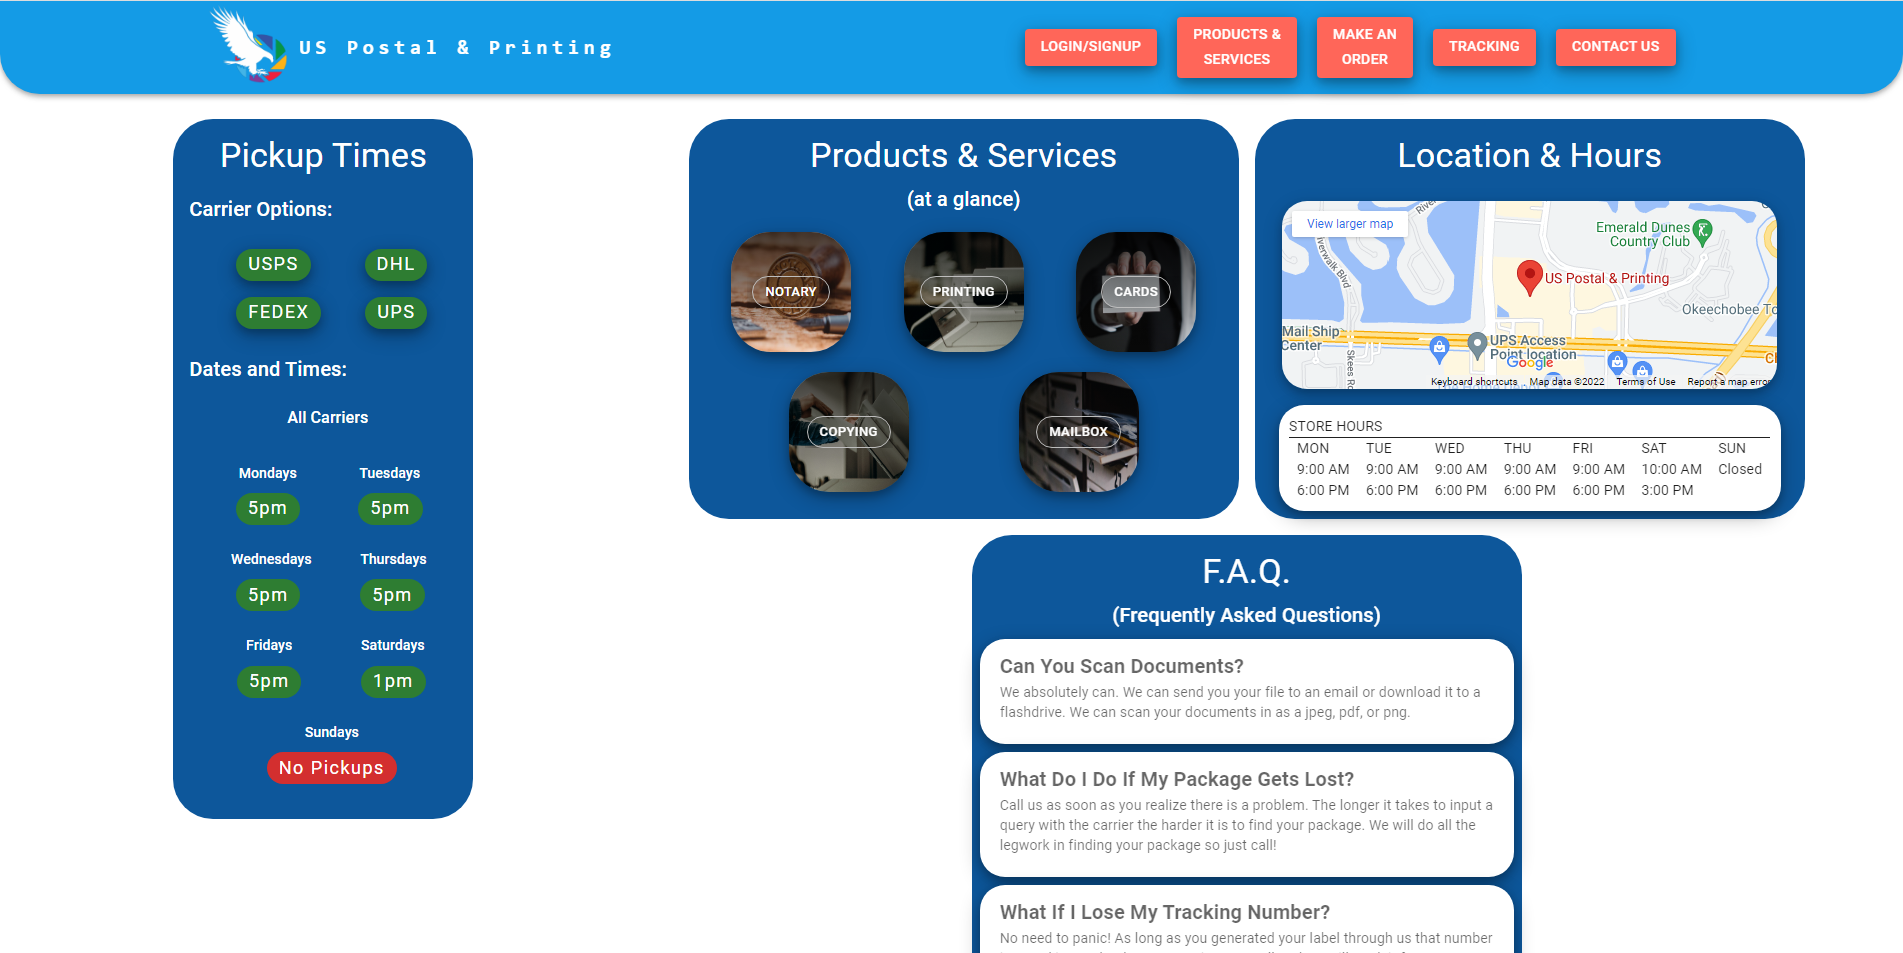 US Postal & Printing
LOGIN/SIGNUP
PRODUCTS &
SERVICES
MAKE AN
ORDER
TRACKING
CONTACT US
Pickup Times
Carrier Options:
USPS DHL
FEDEX UPS
Dates and Times:
All Carriers
Mondays Tuesdays
5pm 5pm
Wednesdays Thursdays
5pm 5pm
Fridays Saturdays
5pm 1pm
Sundays
No Pickups
Products & Services
(at a glance)
NOTARY PRINTING CARDS
COPYING MAILBOX
Location & Hours
View larger map
Emerald Dunes
Country Club
US Postal & Printing
Okeechobee To
Mail Ship
Center
UPS Access
Point location
Skees Rd
Google
Keyboard shortcuts Map data ©2022 Terms of Use Report a map error
STORE HOURS
MON TUE WED THU FRI SAT SUN
9:00 AM 9:00 AM 9:00 AM 9:00 AM 9:00 AM 10:00 AM Closed
6:00 PM 6:00 PM 6:00 PM 6:00 PM 6:00 PM 3:00 PM
F.A.Q.
(Frequently Asked Questions)
Can You Scan Documents?
We absolutely can. We can send you your file to an email or download it to a
flashdrive. We can scan your documents in as a jpeg, pdf, or png.
What Do I Do If My Package Gets Lost?
Call us as soon as you realize there is a problem. The longer it takes to input a
query with the carrier the harder it is to find your package. We will do all the
legwork in finding your package so just call!
What If I Lose My Tracking Number?
No need to panic! As long as you generated your label through us that number